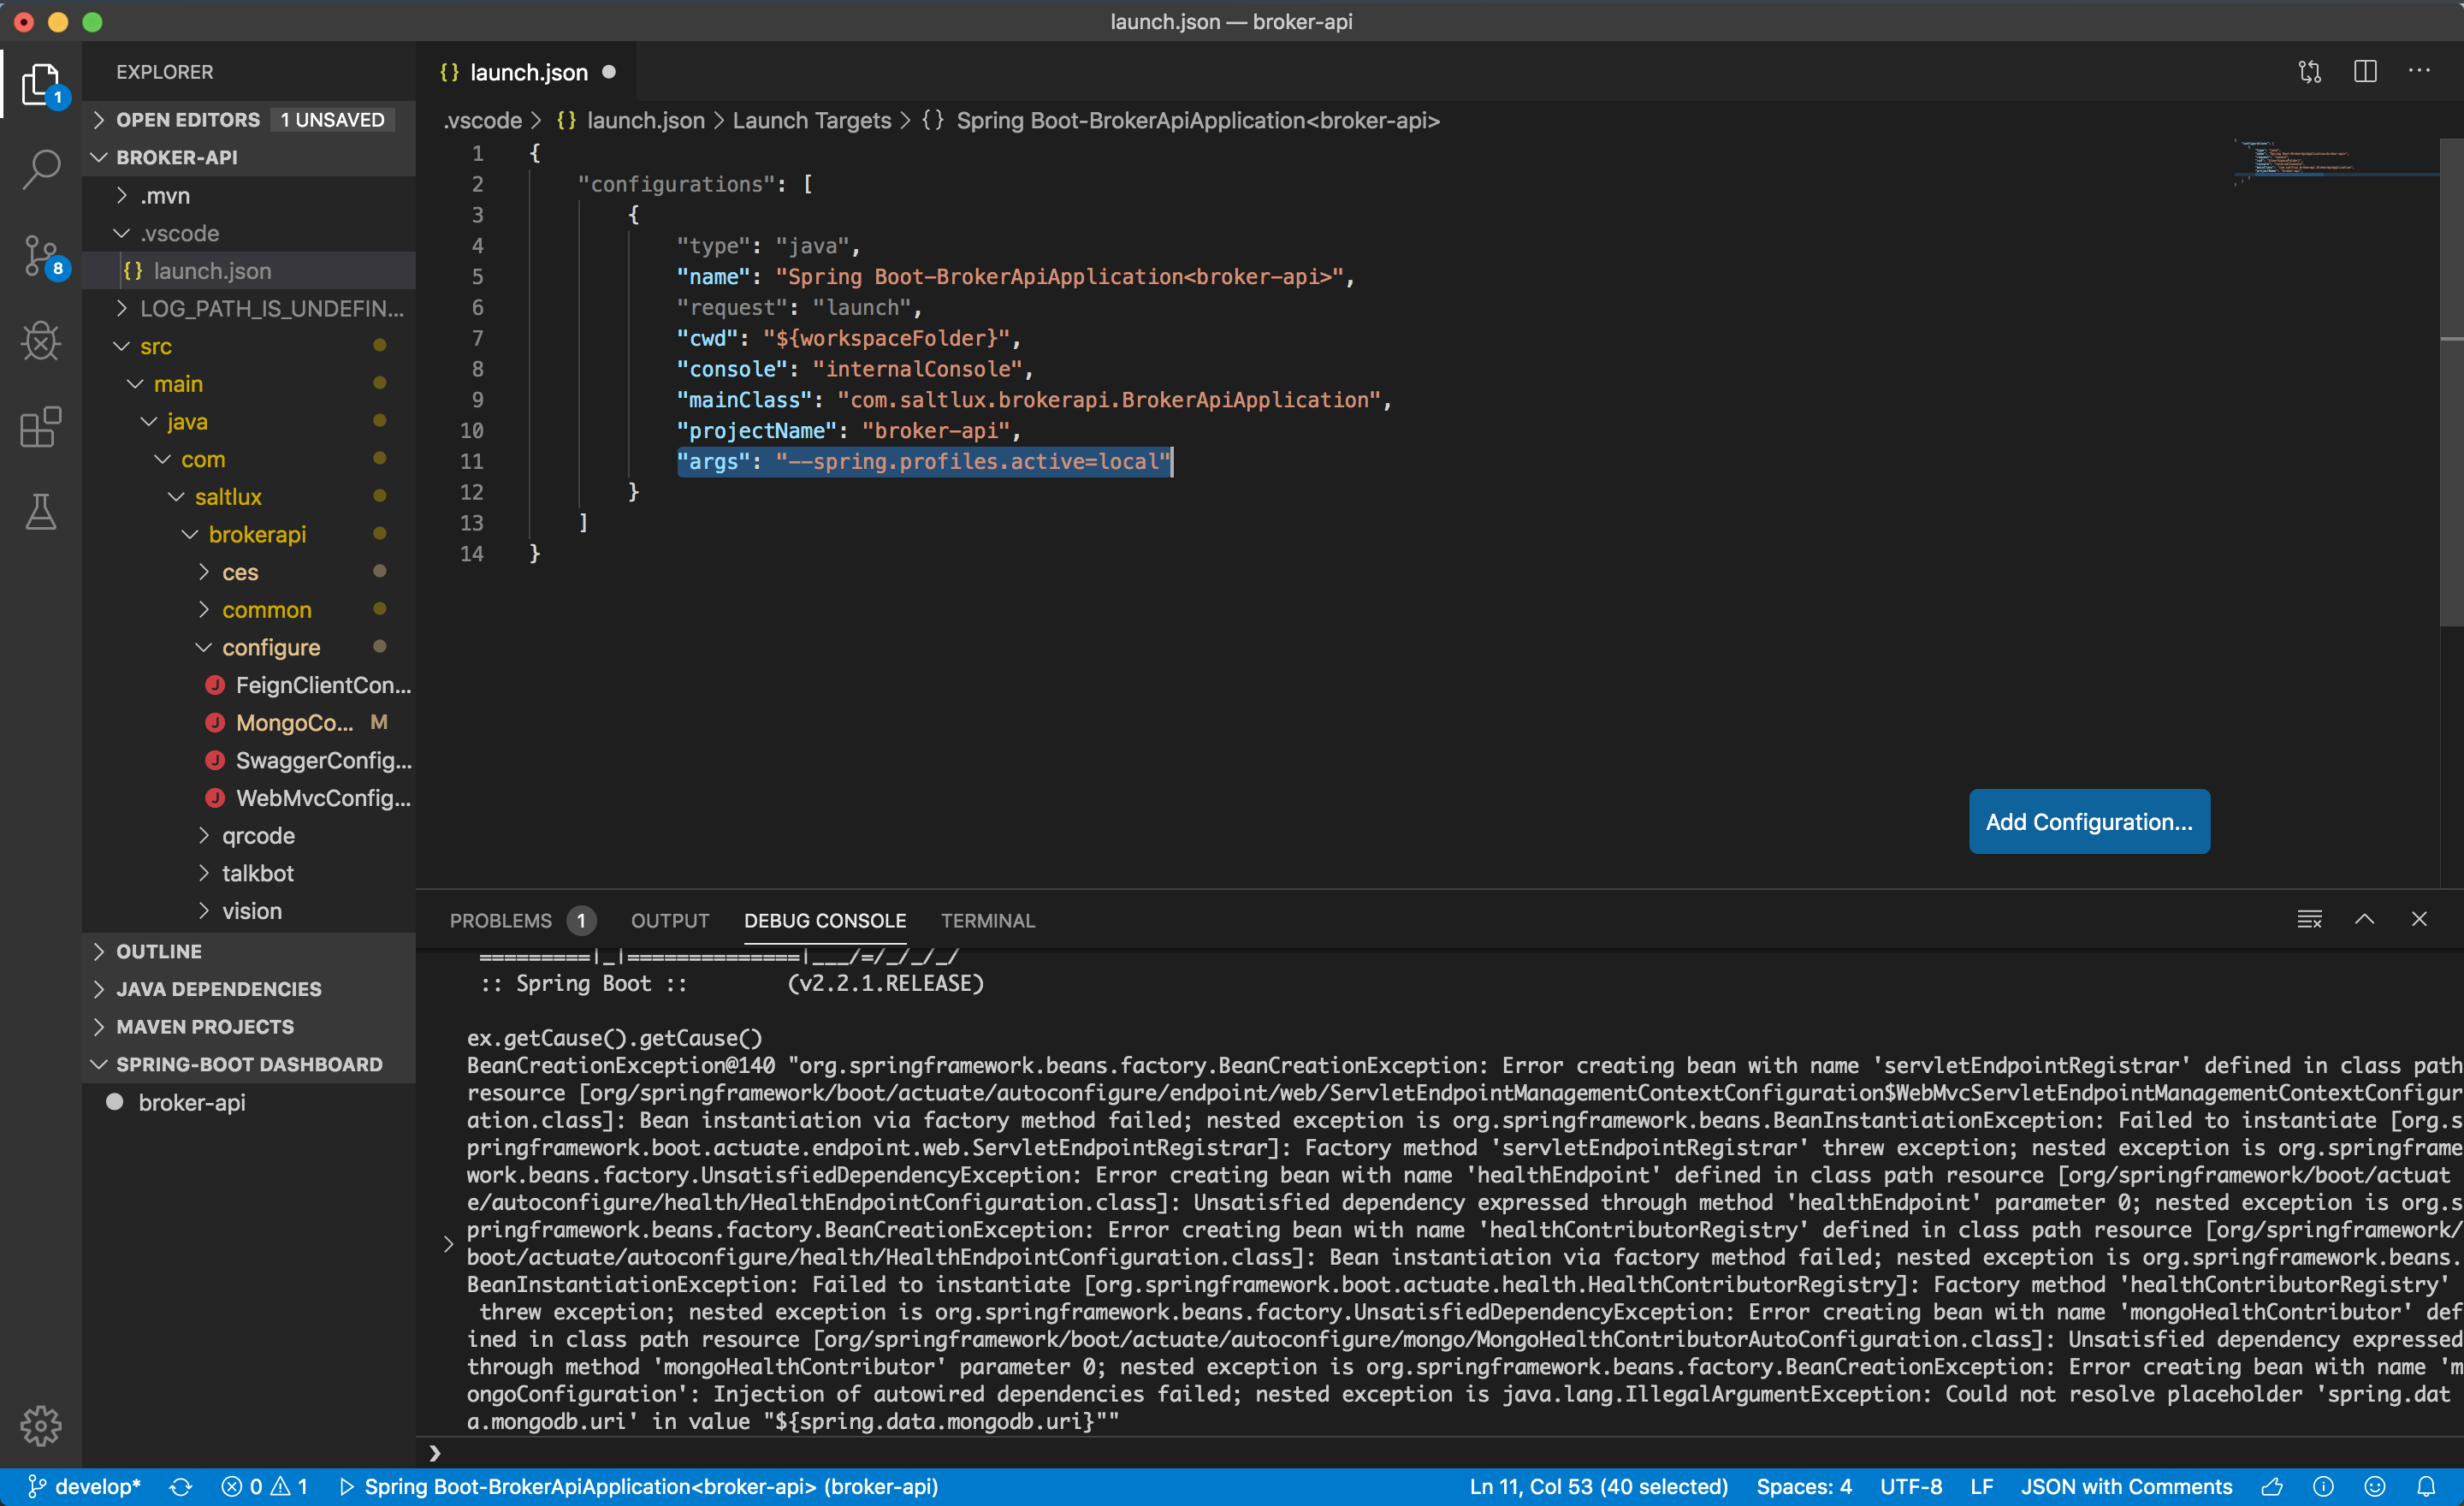 launch.json — broker-api
EXPLORER
OPEN EDITORS 1 UNSAVED
BROKER-API
.mvn
.vscode
{} launch.json
LOG_PATH_IS_UNDEFIN...
src
main
java
com
saltlux
brokerapi
ces
common
configure
J FeignClientCon...
J MongoCo... M
J SwaggerConfig...
J WebMvcConfig...
qrcode
talkbot
vision
OUTLINE
JAVA DEPENDENCIES
MAVEN PROJECTS
SPRING-BOOT DASHBOARD
broker-api
1
8
{} launch.json
.vscode > {} launch.json > Launch Targets > {} Spring Boot-BrokerApiApplication<broker-api>
1 {
2 "configurations": [
3 {
4 "type": "java",
5 "name": "Spring Boot-BrokerApiApplication<broker-api>",
6 "request": "launch",
7 "cwd": "${workspaceFolder}",
8 "console": "internalConsole",
9 "mainClass": "com.saltlux.brokerapi.BrokerApiApplication",
10 "projectName": "broker-api",
11 "args": "--spring.profiles.active=local"
12 }
13 ]
14 }
Add Configuration...
PROBLEMS 1 OUTPUT DEBUG CONSOLE TERMINAL
=========|_|==============|___/=/_/_/_/
:: Spring Boot :: (v2.2.1.RELEASE)
ex.getCause().getCause()
BeanCreationException@140 "org.springframework.beans.factory.BeanCreationException: Error creating bean with name 'servletEndpointRegistrar' defined in class path
resource [org/springframework/boot/actuate/autoconfigure/endpoint/web/ServletEndpointManagementContextConfiguration$WebMvcServletEndpointManagementContextConfigur
ation.class]: Bean instantiation via factory method failed; nested exception is org.springframework.beans.BeanInstantiationException: Failed to instantiate [org.s
pringframework.boot.actuate.endpoint.web.ServletEndpointRegistrar]: Factory method 'servletEndpointRegistrar' threw exception; nested exception is org.springframe
work.beans.factory.UnsatisfiedDependencyException: Error creating bean with name 'healthEndpoint' defined in class path resource [org/springframework/boot/actuat
e/autoconfigure/health/HealthEndpointConfiguration.class]: Unsatisfied dependency expressed through method 'healthEndpoint' parameter 0; nested exception is org.s
pringframework.beans.factory.BeanCreationException: Error creating bean with name 'healthContributorRegistry' defined in class path resource [org/springframework/
boot/actuate/autoconfigure/health/HealthEndpointConfiguration.class]: Bean instantiation via factory method failed; nested exception is org.springframework.beans.
BeanInstantiationException: Failed to instantiate [org.springframework.boot.actuate.health.HealthContributorRegistry]: Factory method 'healthContributorRegistry'
threw exception; nested exception is org.springframework.beans.factory.UnsatisfiedDependencyException: Error creating bean with name 'mongoHealthContributor' def
ined in class path resource [org/springframework/boot/actuate/autoconfigure/mongo/MongoHealthContributorAutoConfiguration.class]: Unsatisfied dependency expressed
through method 'mongoHealthContributor' parameter 0; nested exception is org.springframework.beans.factory.BeanCreationException: Error creating bean with name 'm
ongoConfiguration': Injection of autowired dependencies failed; nested exception is java.lang.IllegalArgumentException: Could not resolve placeholder 'spring.dat
a.mongodb.uri' in value "${spring.data.mongodb.uri}""
develop* 0 1 Spring Boot-BrokerApiApplication<broker-api> (broker-api) Ln 11, Col 53 (40 selected) Spaces: 4 UTF-8 LF JSON with Comments